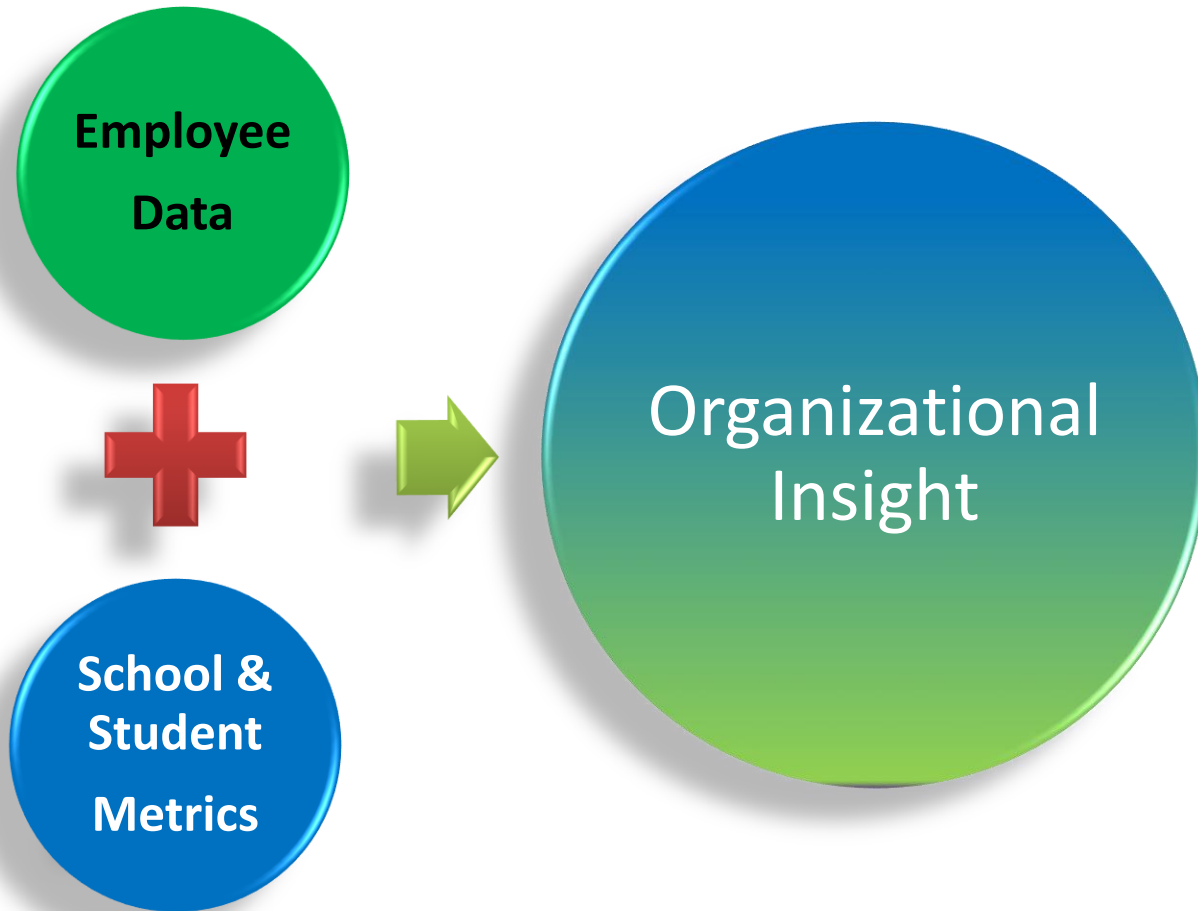 Employee
Data
School &
Student
Metrics
Organizational
Insight